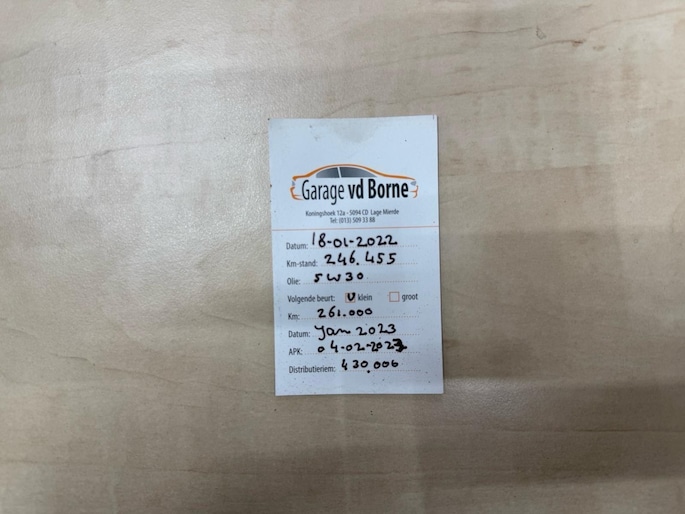 Garage vd Borne
Koningshoek 12a - 5094 CD Lage Mierde
Tel: (013) 509 33 88
Datum: 18-01-2022
Km-stand: 246.455
Olie: 5W30
Volgende beurt: klein groot
Km: 261.000
Datum: Jan 2023
APK: 04-02-2023
Distributieriem: 430.000